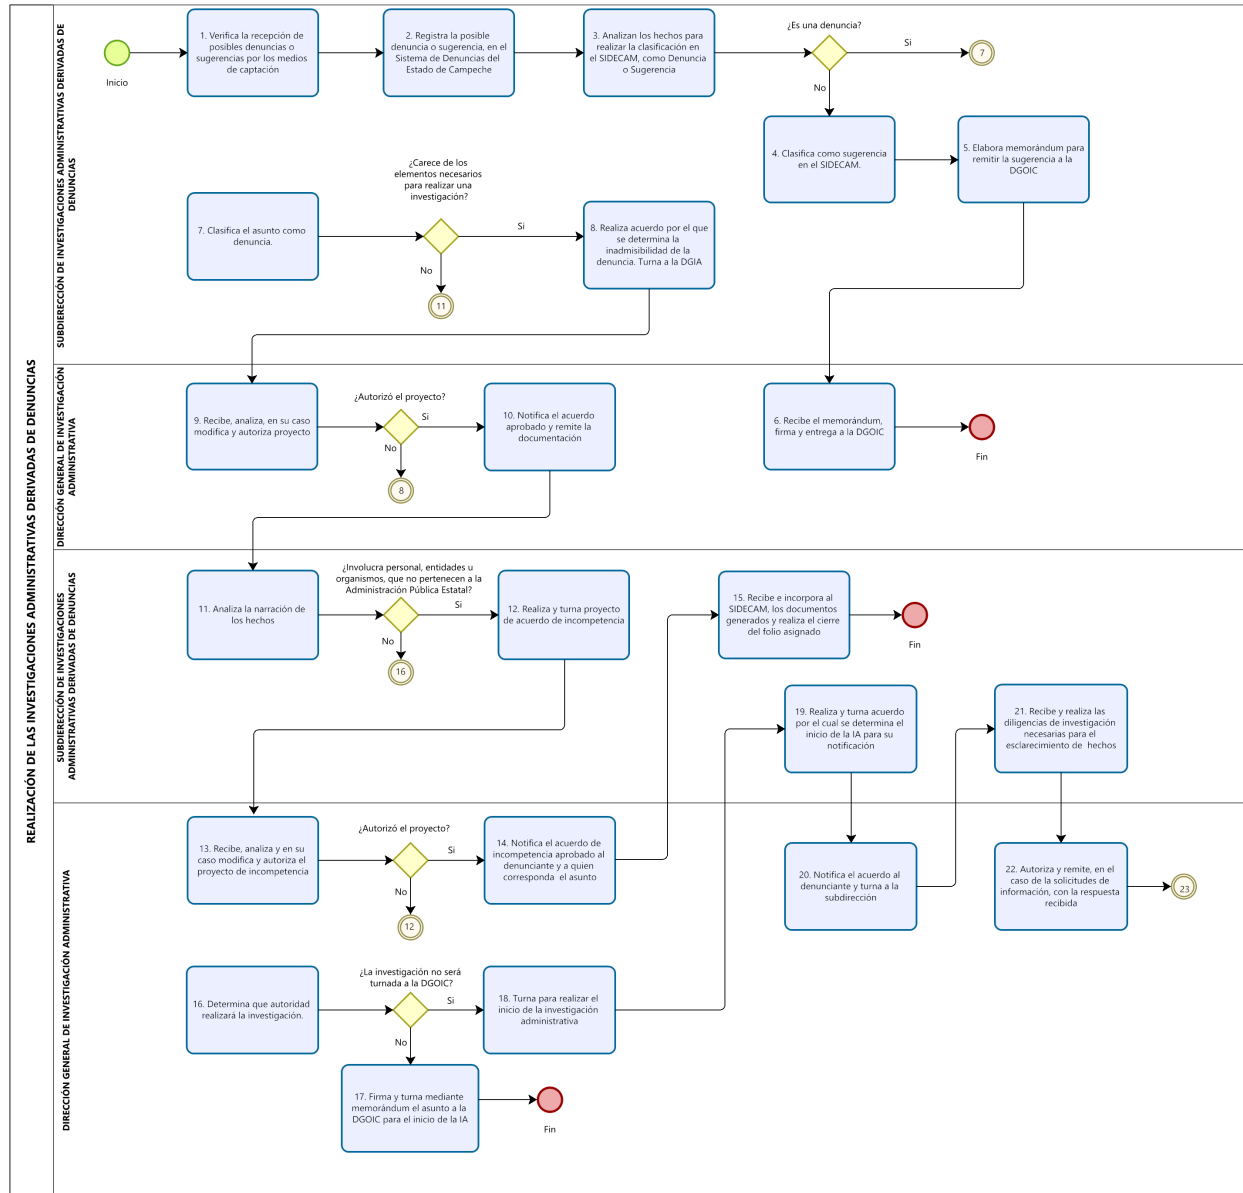 REALIZACIÓN DE LAS INVESTIGACIONES ADMINISTRATIVAS DERIVADAS DE DENUNCIAS
SUBDIERECCIÓN DE INVESTIGACIONES ADMINISTRATIVAS DERIVADAS DE
DENUNCIAS
Inicio
1. Verifica la recepción de
posibles denuncias o
sugerencias por los medios
de captación
2. Registra la posible
denuncia o sugerencia, en el
Sistema de Denuncias del
Estado de Campeche
3. Analizan los hechos para
realizar la clasificación en
el SIDECAM, como Denuncia
o Sugerencia
¿Es una denuncia?
Si
7
No
4. Clasifica como sugerencia
en el SIDECAM.
5. Elabora memorándum para
remitir la sugerencia a la
DGOIC
7. Clasifica el asunto como
denuncia.
¿Carece de los
elementos necesarios
para realizar una
investigación?
Si
No
11
8. Realiza acuerdo por el que
se determina la
inadmisibilidad de la
denuncia. Turna a la DGIA
DIRECCIÓN GENERAL DE INVESTIGACIÓN
ADMINISTRATIVA
9. Recibe, analiza, en su caso
modifica y autoriza proyecto
¿Autorizó el proyecto?
Si
No
8
10. Notifica el acuerdo
aprobado y remite la
documentación
6. Recibe el memorándum,
firma y entrega a la DGOIC
Fin
SUBDIERECCIÓN DE INVESTIGACIONES
ADMINISTRATIVAS DERIVADAS DE DENUNCIAS
11. Analiza la narración de
los hechos
¿Involucra personal, entidades u
organismos, que no pertenecen a la
Administración Pública Estatal?
Si
No
16
12. Realiza y turna proyecto
de acuerdo de incompetencia
15. Recibe e incorpora al
SIDECAM, los documentos
generados y realiza el cierre
del folio asignado
Fin
19. Realiza y turna acuerdo
por el cual se determina el
inicio de la IA para su
notificación
21. Recibe y realiza las
diligencias de investigación
necesarias para el
esclarecimiento de hechos
DIRECCIÓN GENERAL DE INVESTIGACIÓN ADMINISTRATIVA
13. Recibe, analiza y en su
caso modifica y autoriza el
proyecto de incompetencia
¿Autorizó el proyecto?
Si
No
12
14. Notifica el acuerdo de
incompetencia aprobado al
denunciante y a quien
corresponda el asunto
20. Notifica el acuerdo al
denunciante y turna a la
subdirección
22. Autoriza y remite, en el
caso de la solicitudes de
información, con la respuesta
recibida
23
16. Determina que autoridad
realizará la investigación.
¿La investigación no será
turnada a la DGOIC?
Si
No
18. Turna para realizar el
inicio de la investigación
administrativa
17. Firma y turna mediante
memorándum el asunto a la
DGOIC para el inicio de la IA
Fin